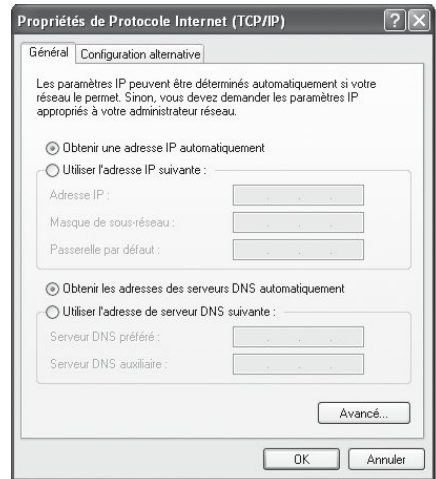 Propriétés de Protocole Internet (TCP/IP)
Général
Configuration alternative
Les paramètres IP peuvent être déterminés automatiquement si votre
réseau le permet. Sinon, vous devez demander les paramètres IP
appropriés à votre administrateur réseau.
Obtenir une adresse IP automatiquement
Utiliser l'adresse IP suivante :
Adresse IP :
Masque de sous-réseau :
Passerelle par défaut :
Obtenir les adresses des serveurs DNS automatiquement
Utiliser l'adresse de serveur DNS suivante :
Serveur DNS préféré :
Serveur DNS auxiliaire :
Avancé...
OK
Annuler